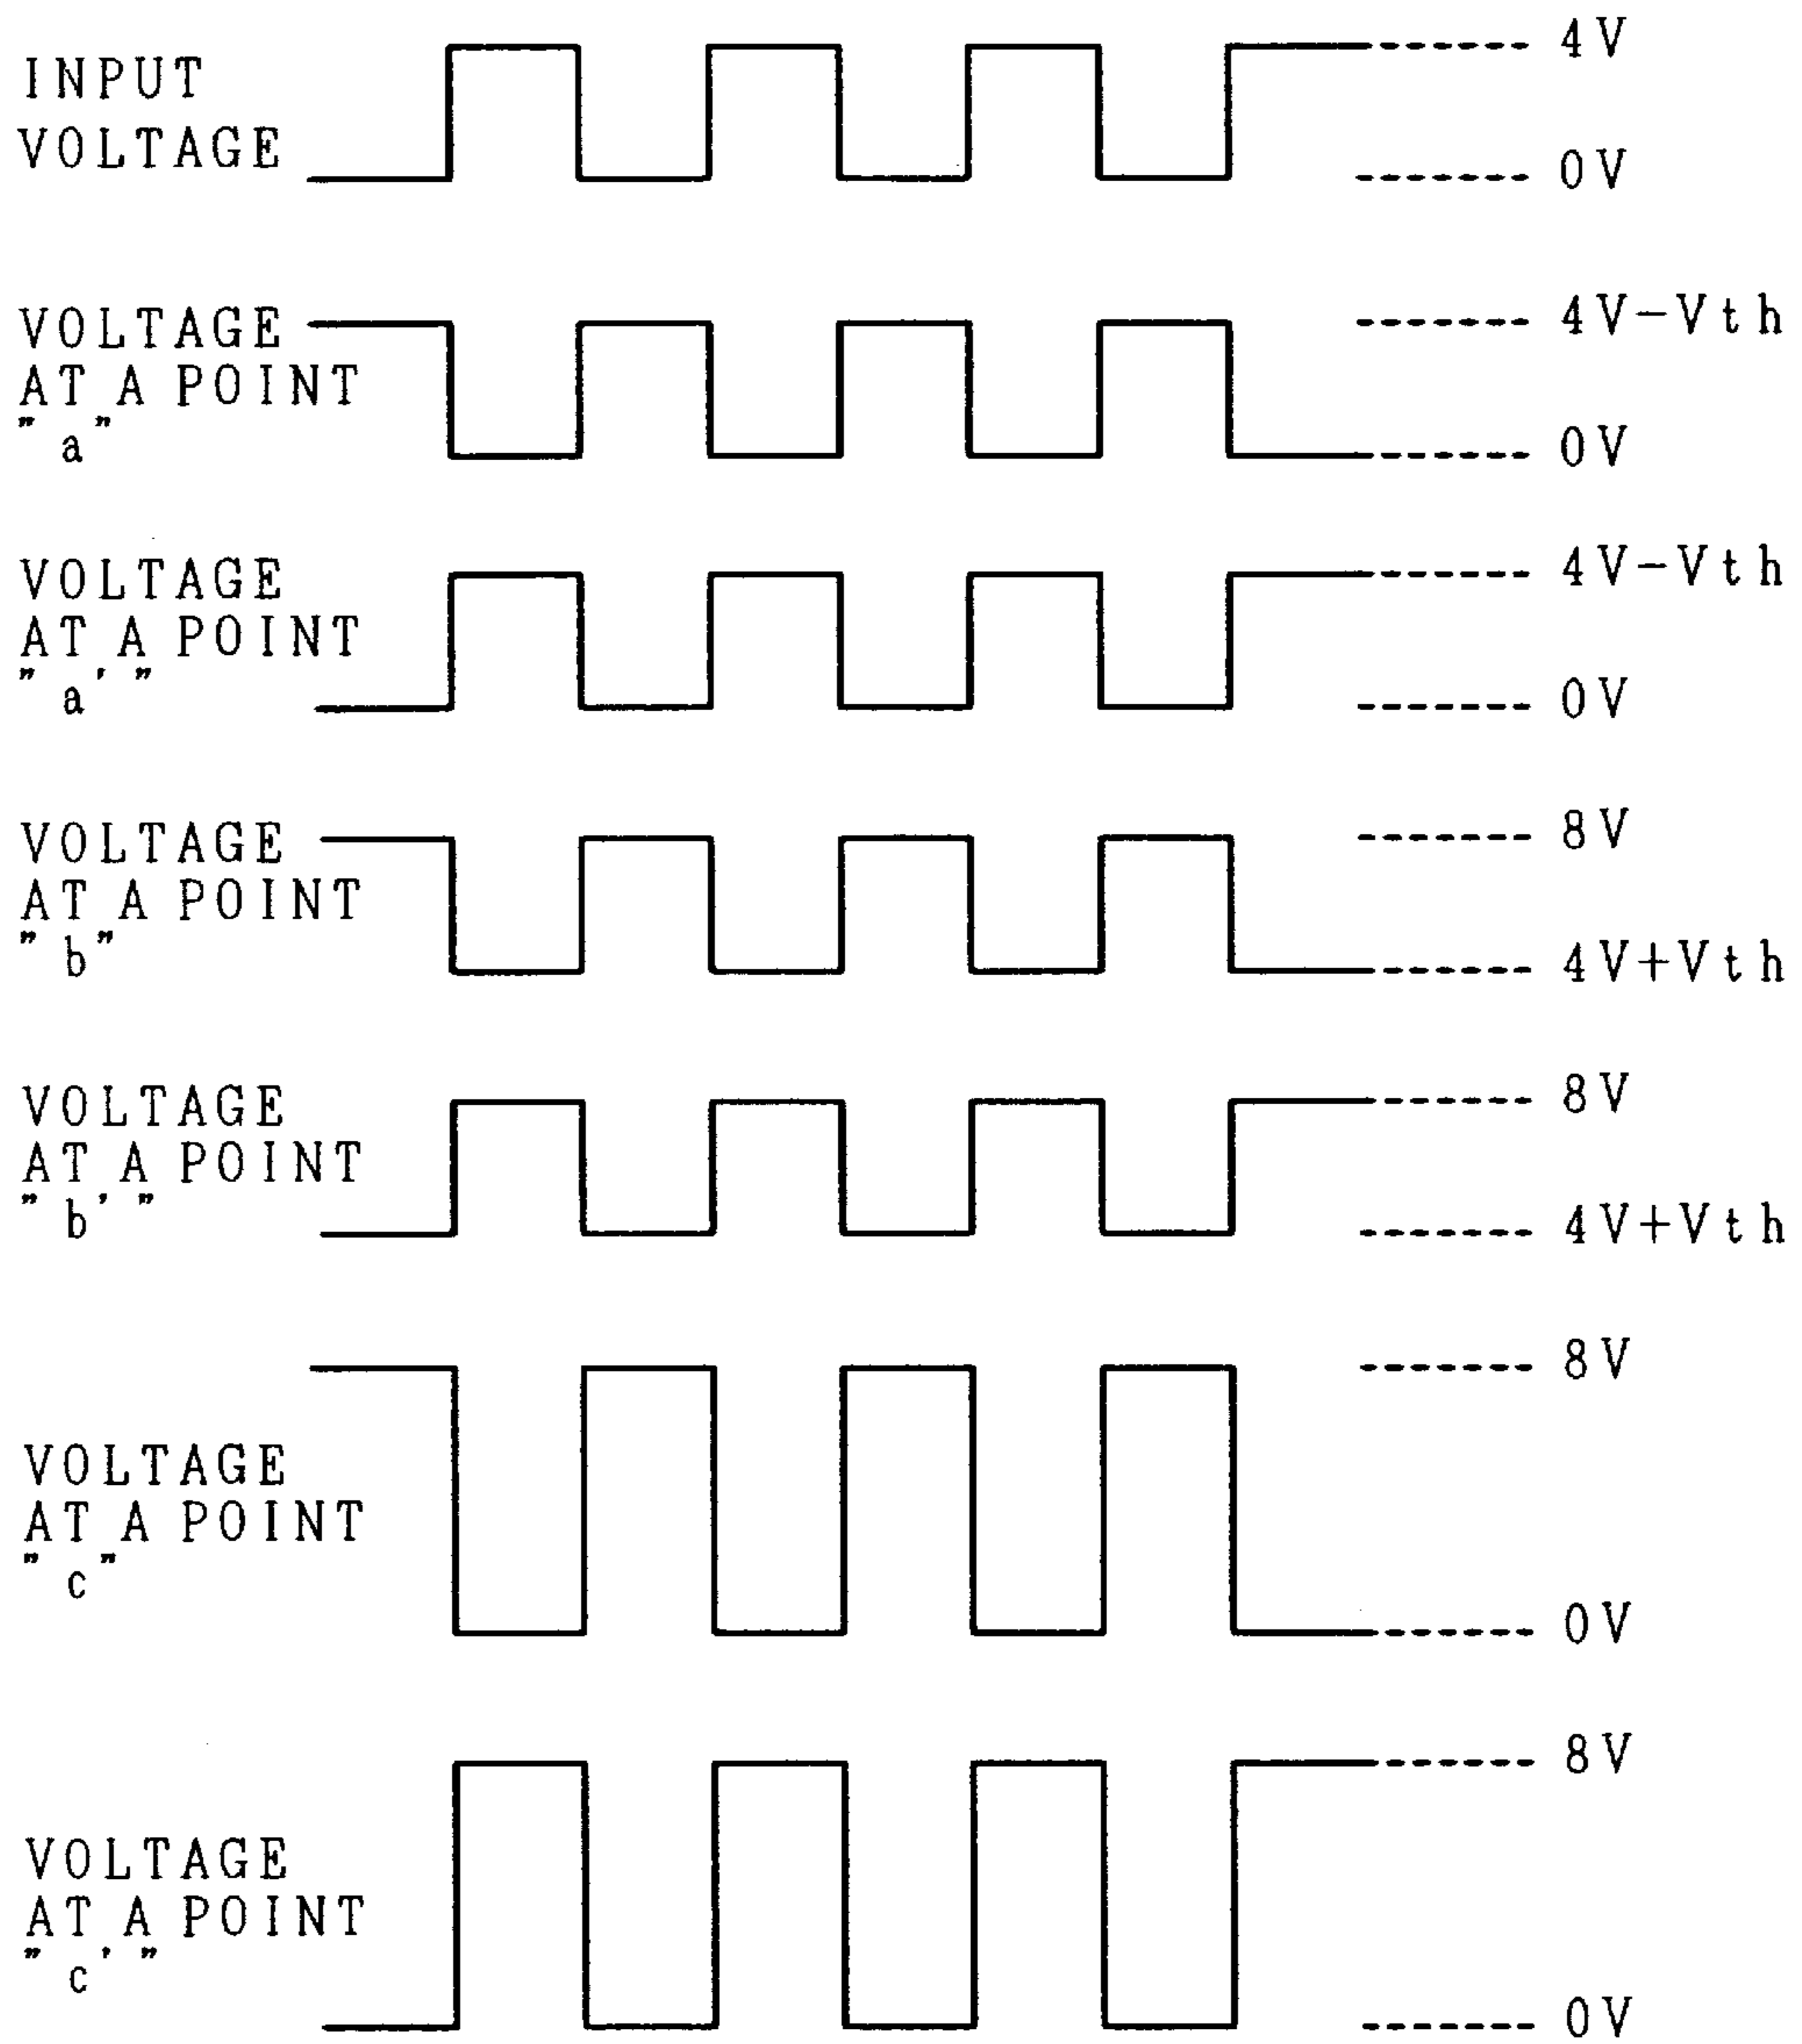 INPUT
VOLTAGE
4V
0V
VOLTAGE
AT A POINT
"a"
4V-Vth
0V
VOLTAGE
AT A POINT
"a'"
4V-Vth
0V
VOLTAGE
AT A POINT
"b"
8V
4V+Vth
VOLTAGE
AT A POINT
"b'"
8V
4V+Vth
VOLTAGE
AT A POINT
"c"
8V
0V
VOLTAGE
AT A POINT
"c'"
8V
0V